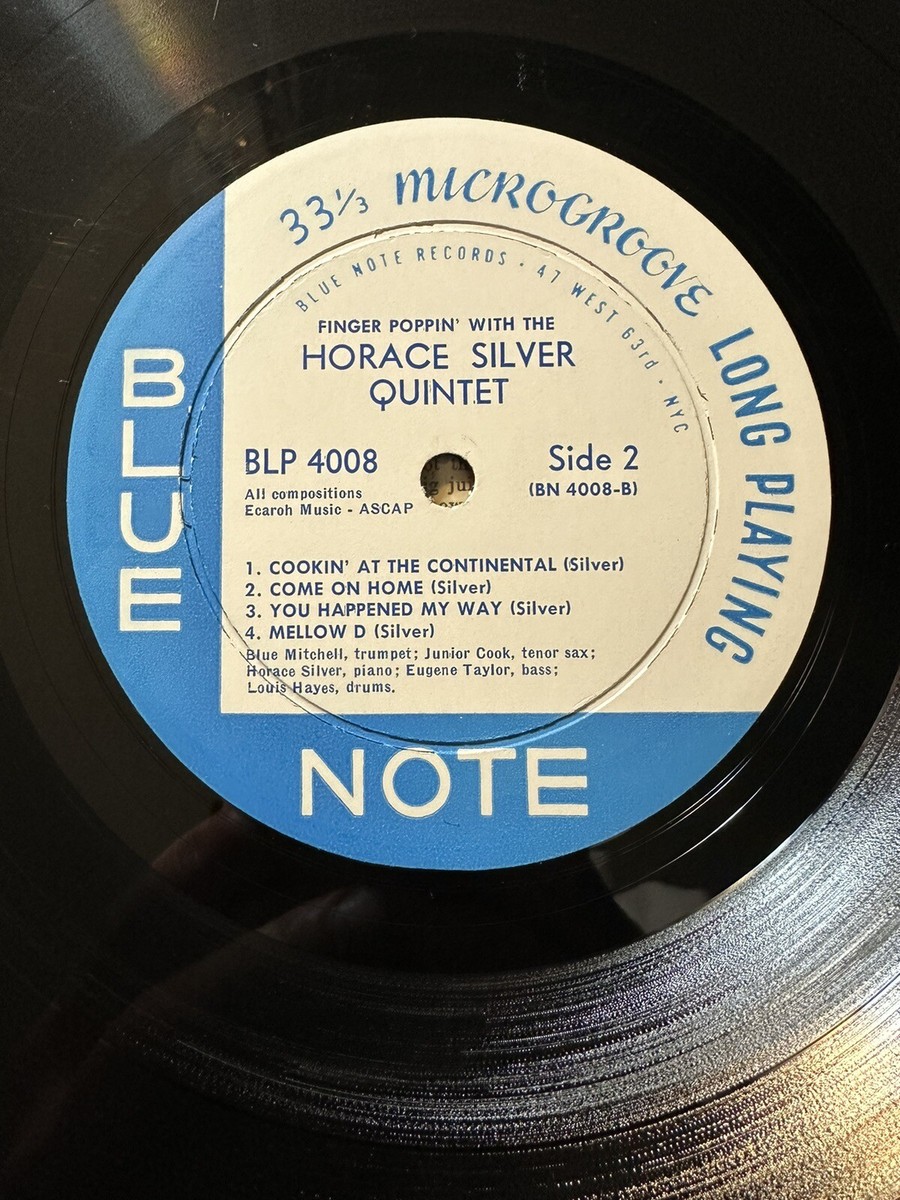 33⅓ MICROGROOVE LONG PLAYING
BLUE NOTE RECORDS · 47 WEST 63rd · NYC
FINGER POPPIN' WITH THE
HORACE SILVER
QUINTET
BLP 4008
Side 2
All compositions
(BN 4008-B)
Ecaroh Music - ASCAP
1. COOKIN' AT THE CONTINENTAL (Silver)
2. COME ON HOME (Silver)
3. YOU HAPPENED MY WAY (Silver)
4. MELLOW D (Silver)
Blue Mitchell, trumpet; Junior Cook, tenor sax;
Horace Silver, piano; Eugene Taylor, bass;
Louis Hayes, drums.
BLUE
NOTE